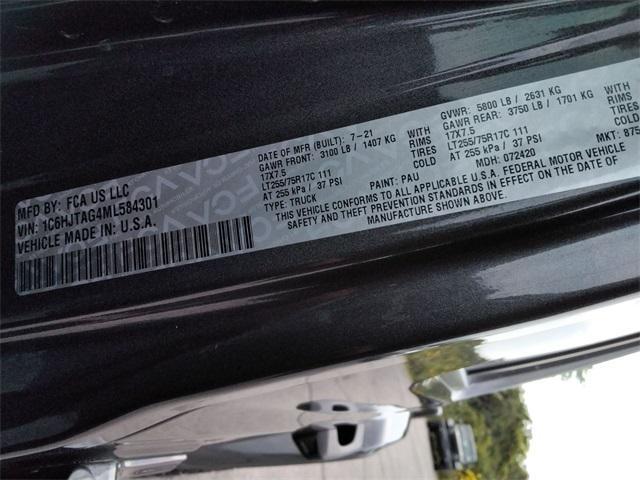 MFD BY: FCA US LLC
VIN: 1C6HJTAG4ML584301
VEHICLE MADE IN: U.S.A.
DATE OF MFR (BUILT): 7-21
GAWR FRONT: 3100 LB / 1407 KG WITH
17X7.5 RIMS
LT255/75R17C 111
AT 255 kPa / 37 PSI COLD
GVWR: 5800 LB / 2631 KG
GAWR REAR: 3750 LB / 1701 KG WITH
17X7.5 RIMS
LT255/75R17C 111
AT 255 kPa / 37 PSI COLD
TYPE: TRUCK PAINT: PAU MDH: 072420 MKT:
THIS VEHICLE CONFORMS TO ALL APPLICABLE U.S.A. FEDERAL MOTOR VEHICLE
SAFETY AND THEFT PREVENTION STANDARDS IN EFFECT ON THE DATE OF
MANUFACTURE SHOWN ABOVE.